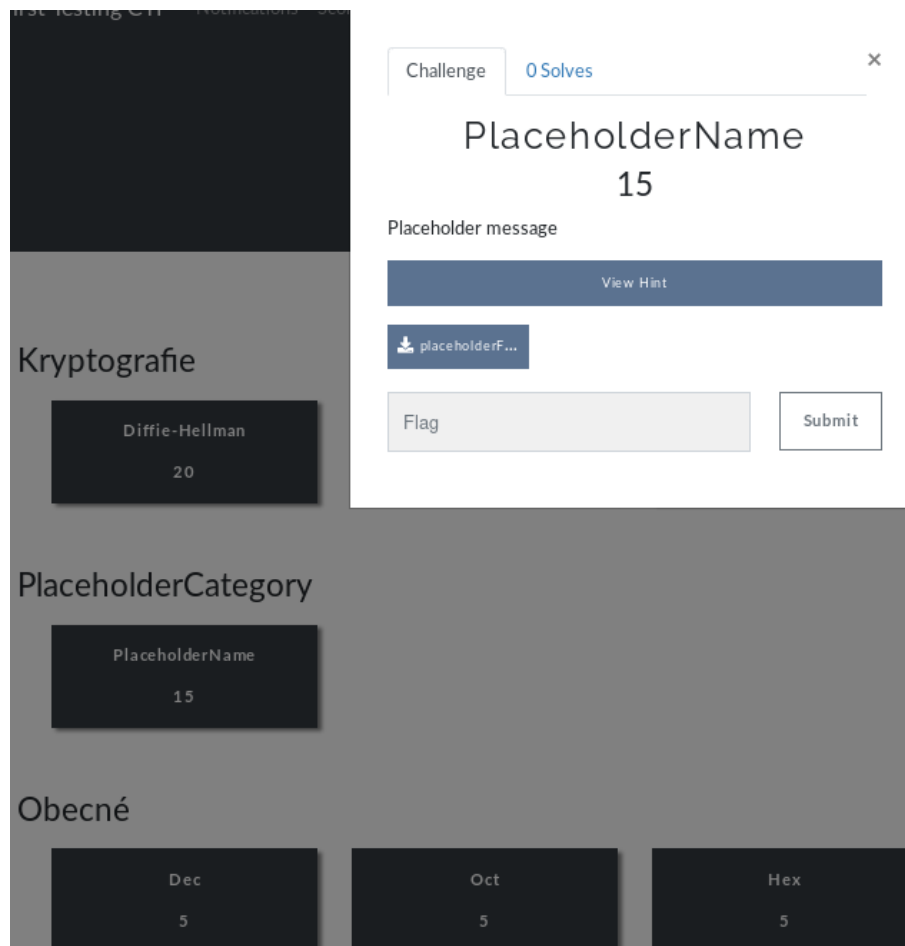 Challenge
0 Solves
×
PlaceholderName
15
Placeholder message
View Hint
placeholderF...
Flag
Submit
Kryptografie
Diffie-Hellman
20
PlaceholderCategory
PlaceholderName
15
Obecné
Dec
5
Oct
5
Hex
5